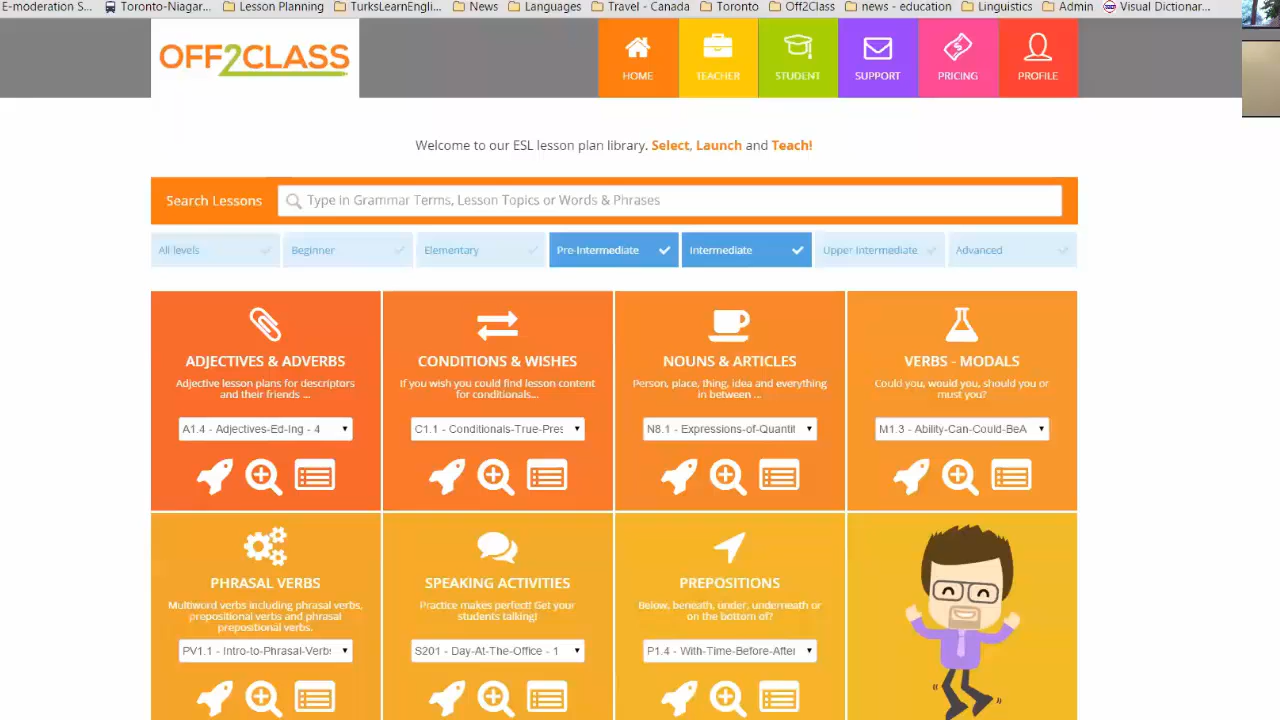 E-moderation S... Toronto-Niagar... Lesson Planning TurksLearnEngli... News Languages Travel - Canada Toronto Off2Class news - education Linguistics Admin Visual Dictionar...
OFF2CLASS
HOME TEACHER STUDENT SUPPORT PRICING PROFILE
Welcome to our ESL lesson plan library. Select, Launch and Teach!
Search Lessons Type in Grammar Terms, Lesson Topics or Words & Phrases
All levels Beginner Elementary Pre-Intermediate Intermediate Upper Intermediate Advanced
ADJECTIVES & ADVERBS
Adjective lesson plans for descriptors
and their friends ...
A1.4 - Adjectives-Ed-Ing - 4
CONDITIONS & WISHES
If you wish you could find lesson content
for conditionals...
C1.1 - Conditionals-True-Pres
NOUNS & ARTICLES
Person, place, thing, idea and everything
in between ...
N8.1 - Expressions-of-Quantit
VERBS - MODALS
Could you, would you, should you or
must you?
M1.3 - Ability-Can-Could-BeA
PHRASAL VERBS
Multiword verbs including phrasal verbs,
prepositional verbs and phrasal
prepositional verbs.
PV1.1 - Intro-to-Phrasal-Verbs
SPEAKING ACTIVITIES
Practice makes perfect! Get your
students talking!
S201 - Day-At-The-Office - 1
PREPOSITIONS
Below, beneath, under, underneath or
on the bottom of?
P1.4 - With-Time-Before-After